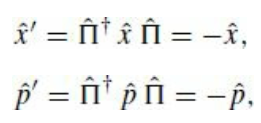 x̂′ = Π̂† x̂ Π̂ = −x̂,
p̂′ = Π̂† p̂ Π̂ = −p̂,